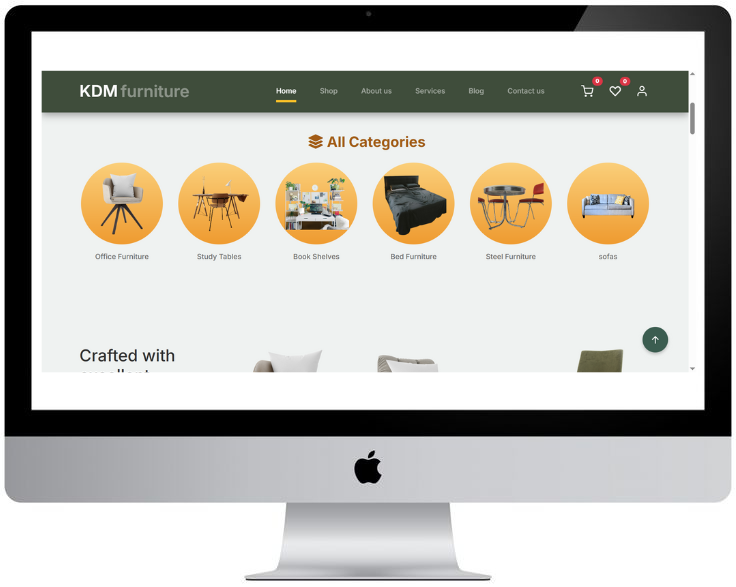 KDM furniture Home Shop About us Services Blog Contact us 0 0
All Categories
Office Furniture Study Tables Book Shelves Bed Furniture Steel Furniture sofas
Crafted with